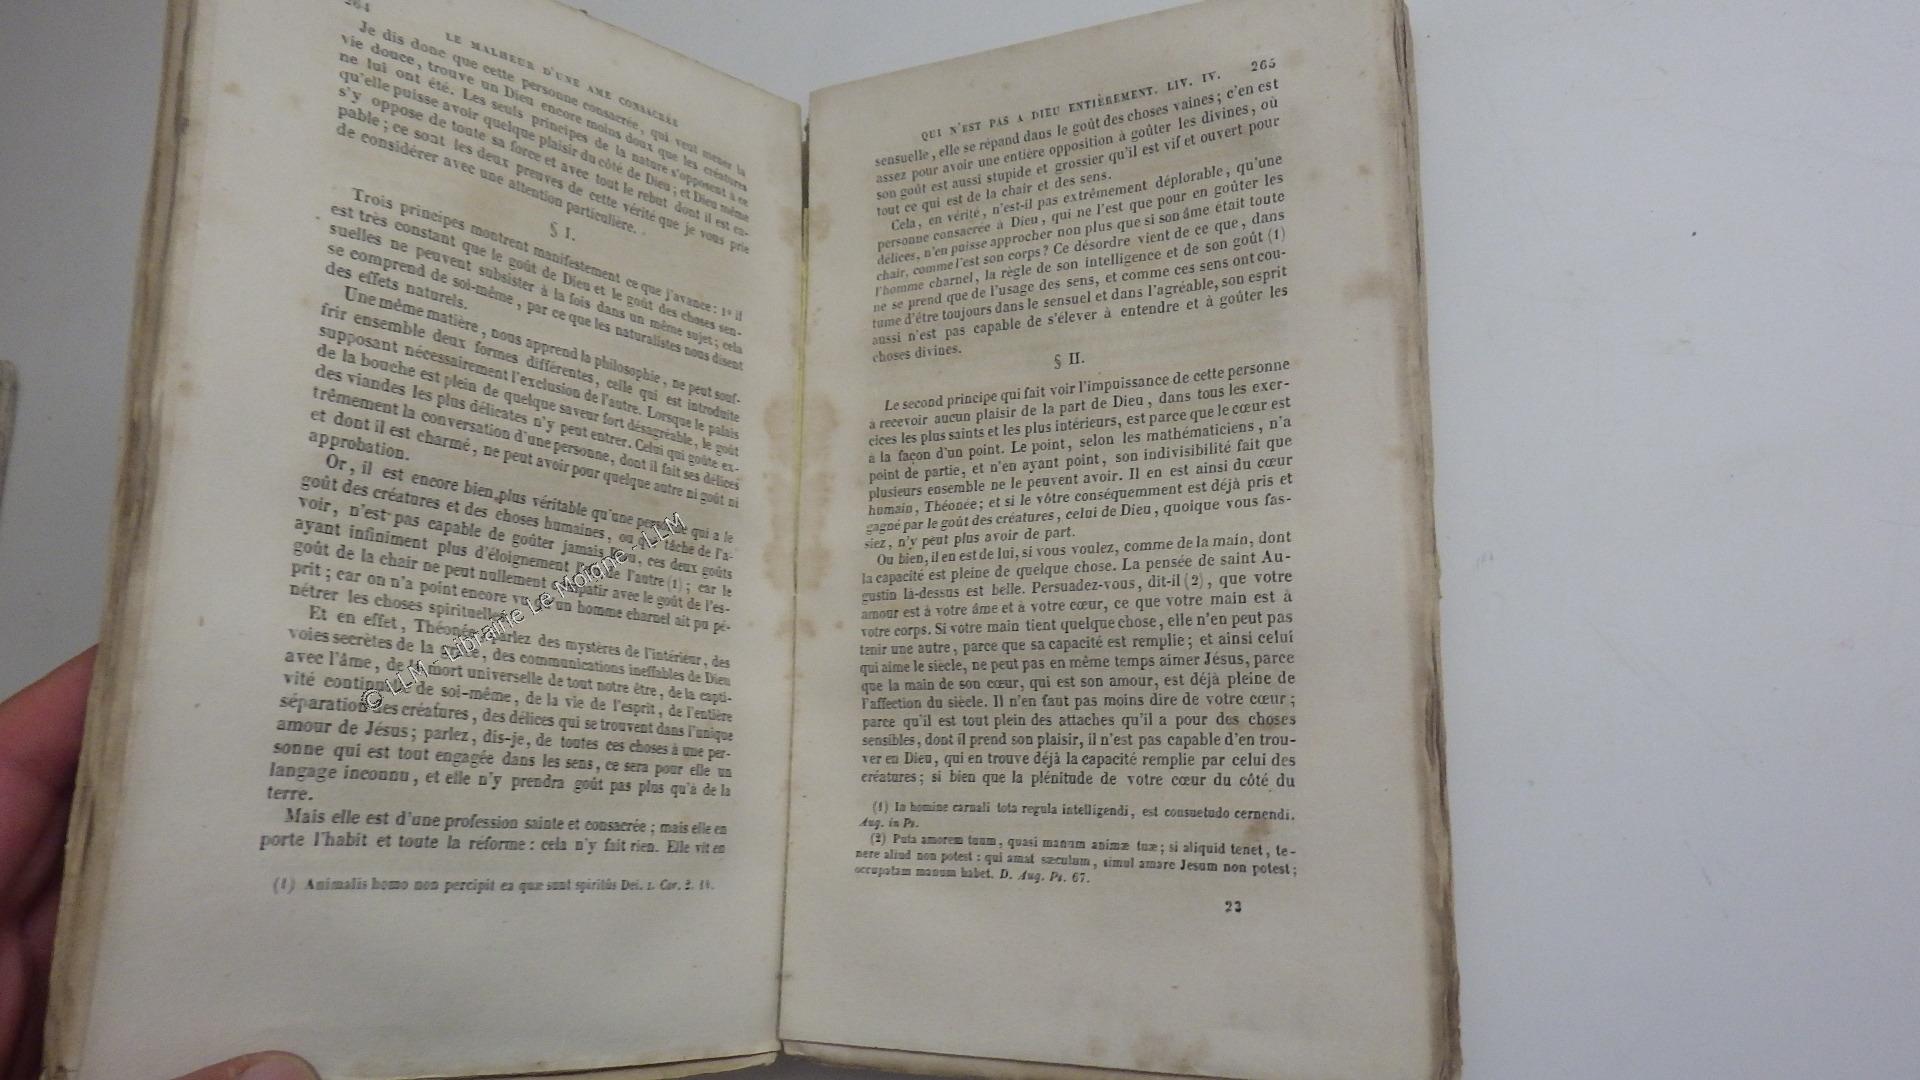 264
LE MALHEUR D'UNE AME CONSACRÉE
Je dis donc que cette personne consacrée, qui veut mener la
vie douce, trouve un Dieu encore moins doux que les créatures
ne lui ont été. Les seuls principes de la nature s'opposent à ce
qu'elle puisse avoir quelque plaisir du côté de Dieu; et Dieu même
s'y oppose de toute sa force et avec tout le rebut dont il est ca-
pable; ce sont les deux preuves de cette vérité que je vous prie
de considérer avec une attention particulière.
§ I.
Trois principes montrent manifestement ce que j'avance: 1° il
est très constant que le goût de Dieu et le goût des choses sen-
suelles ne peuvent subsister à la fois dans un même sujet; cela
se comprend de soi-même, par ce que les naturalistes nous disent
des effets naturels.
Une même matière, nous apprend la philosophie, ne peut souf-
frir ensemble deux formes différentes, celle qui est introduite
supposant nécessairement l'exclusion de l'autre. Lorsque le palais
de la bouche est plein de quelque saveur fort désagréable, le goût
des viandes les plus délicates n'y peut entrer. Celui qui goûte ex-
trêmement la conversation d'une personne, dont il fait ses délices
et dont il est charmé, ne peut avoir pour quelque autre ni goût ni
approbation.
Or, il est encore bien plus véritable qu'une personne qui a le
goût des créatures et des choses humaines, ou qui tâche de l'a-
voir, n'est pas capable de goûter jamais Dieu, ces deux goûts
ayant infiniment plus d'éloignement l'un de l'autre (1); car le
goût de la chair ne peut nullement compatir avec le goût de l'es-
prit; car on n'a point encore vu qu'un homme charnel ait pu pé-
nétrer les choses spirituelles.
Et en effet, Théonée, parlez des mystères de l'intérieur, des
voies secrètes de la grâce, des communications ineffables de Dieu
avec l'âme, de la mort universelle de tout notre être, de la capti-
vité continuelle de soi-même, de la vie de l'esprit, de l'entière
séparation des créatures, des délices qui se trouvent dans l'unique
amour de Jésus; parlez, dis-je, de toutes ces choses à une per-
sonne qui est tout engagée dans les sens, ce sera pour elle un
langage inconnu, et elle n'y prendra goût pas plus qu'à de la
terre.
Mais elle est d'une profession sainte et consacrée; mais elle en
porte l'habit et toute la réforme: cela n'y fait rien. Elle vit en
(1) Animalis homo non percipit ea quæ sunt spiritûs Dei. 1. Cor. 2. 14.
© LLM - Librairie Le Moigne - LLM
QUI N'EST PAS A DIEU ENTIÈREMENT. LIV. IV. 265
sensuelle, elle se répand dans le goût des choses vaines; c'en est
assez pour avoir une entière opposition à goûter les divines, où
son goût est aussi stupide et grossier qu'il est vif et ouvert pour
tout ce qui est de la chair et des sens.
Cela, en vérité, n'est-il pas extrêmement déplorable, qu'une
personne consacrée à Dieu, qui ne l'est que pour en goûter les
délices, n'en puisse approcher non plus que si son âme était toute
chair, comme l'est son corps? Ce désordre vient de ce que, dans
l'homme charnel, la règle de son intelligence et de son goût (1)
ne se prend que de l'usage des sens, et comme ces sens ont cou-
tume d'être toujours dans le sensuel et dans l'agréable, son esprit
aussi n'est pas capable de s'élever à entendre et à goûter les
choses divines.
§ II.
Le second principe qui fait voir l'impuissance de cette personne
à recevoir aucun plaisir de la part de Dieu, dans tous les exer-
cices les plus saints et les plus intérieurs, est parce que le cœur est
à la façon d'un point. Le point, selon les mathématiciens, n'a
point de partie, et n'en ayant point, son indivisibilité fait que
plusieurs ensemble ne le peuvent avoir. Il en est ainsi du cœur
humain, Théonée; et si le vôtre conséquemment est déjà pris et
gagné par le goût des créatures, celui de Dieu, quoique vous fas-
siez, n'y peut plus avoir de part.
Ou bien, il en est de lui, si vous voulez, comme de la main, dont
la capacité est pleine de quelque chose. La pensée de saint Au-
gustin là-dessus est belle. Persuadez-vous, dit-il (2), que votre
amour est à votre âme et à votre cœur, ce que votre main est à
votre corps. Si votre main tient quelque chose, elle n'en peut pas
tenir une autre, parce que sa capacité est remplie; et ainsi celui
qui aime le siècle, ne peut pas en même temps aimer Jésus, parce
que la main de son cœur, qui est son amour, est déjà pleine de
l'affection du siècle. Il n'en faut pas moins dire de votre cœur;
parce qu'il est tout plein des attaches qu'il a pour des choses
sensibles, dont il prend son plaisir, il n'est pas capable d'en trou-
ver en Dieu, qui en trouve déjà la capacité remplie par celui des
créatures; si bien que la plénitude de votre cœur du côté du
(1) In homine carnali tota regula intelligendi, est consuetudo cernendi.
Aug. in Ps.
(2) Puta amorem tuum, quasi manum animæ tuæ; si aliquid tenet, te-
nere aliud non potest: qui amat sæculum, simul amare Jesum non potest;
occupatam manum habet. D. Aug. Ps. 67.
23